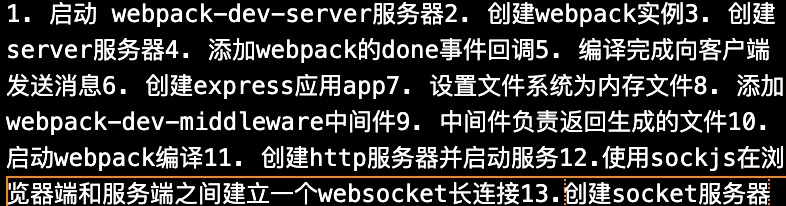 1. 启动 webpack-dev-server服务器2. 创建webpack实例3. 创建
server服务器4. 添加webpack的done事件回调5. 编译完成向客户端
发送消息6. 创建express应用app7. 设置文件系统为内存文件8. 添加
webpack-dev-middleware中间件9. 中间件负责返回生成的文件10.
启动webpack编译11. 创建http服务器并启动服务12.使用sockjs在浏
览器端和服务端之间建立一个websocket长连接13.创建socket服务器